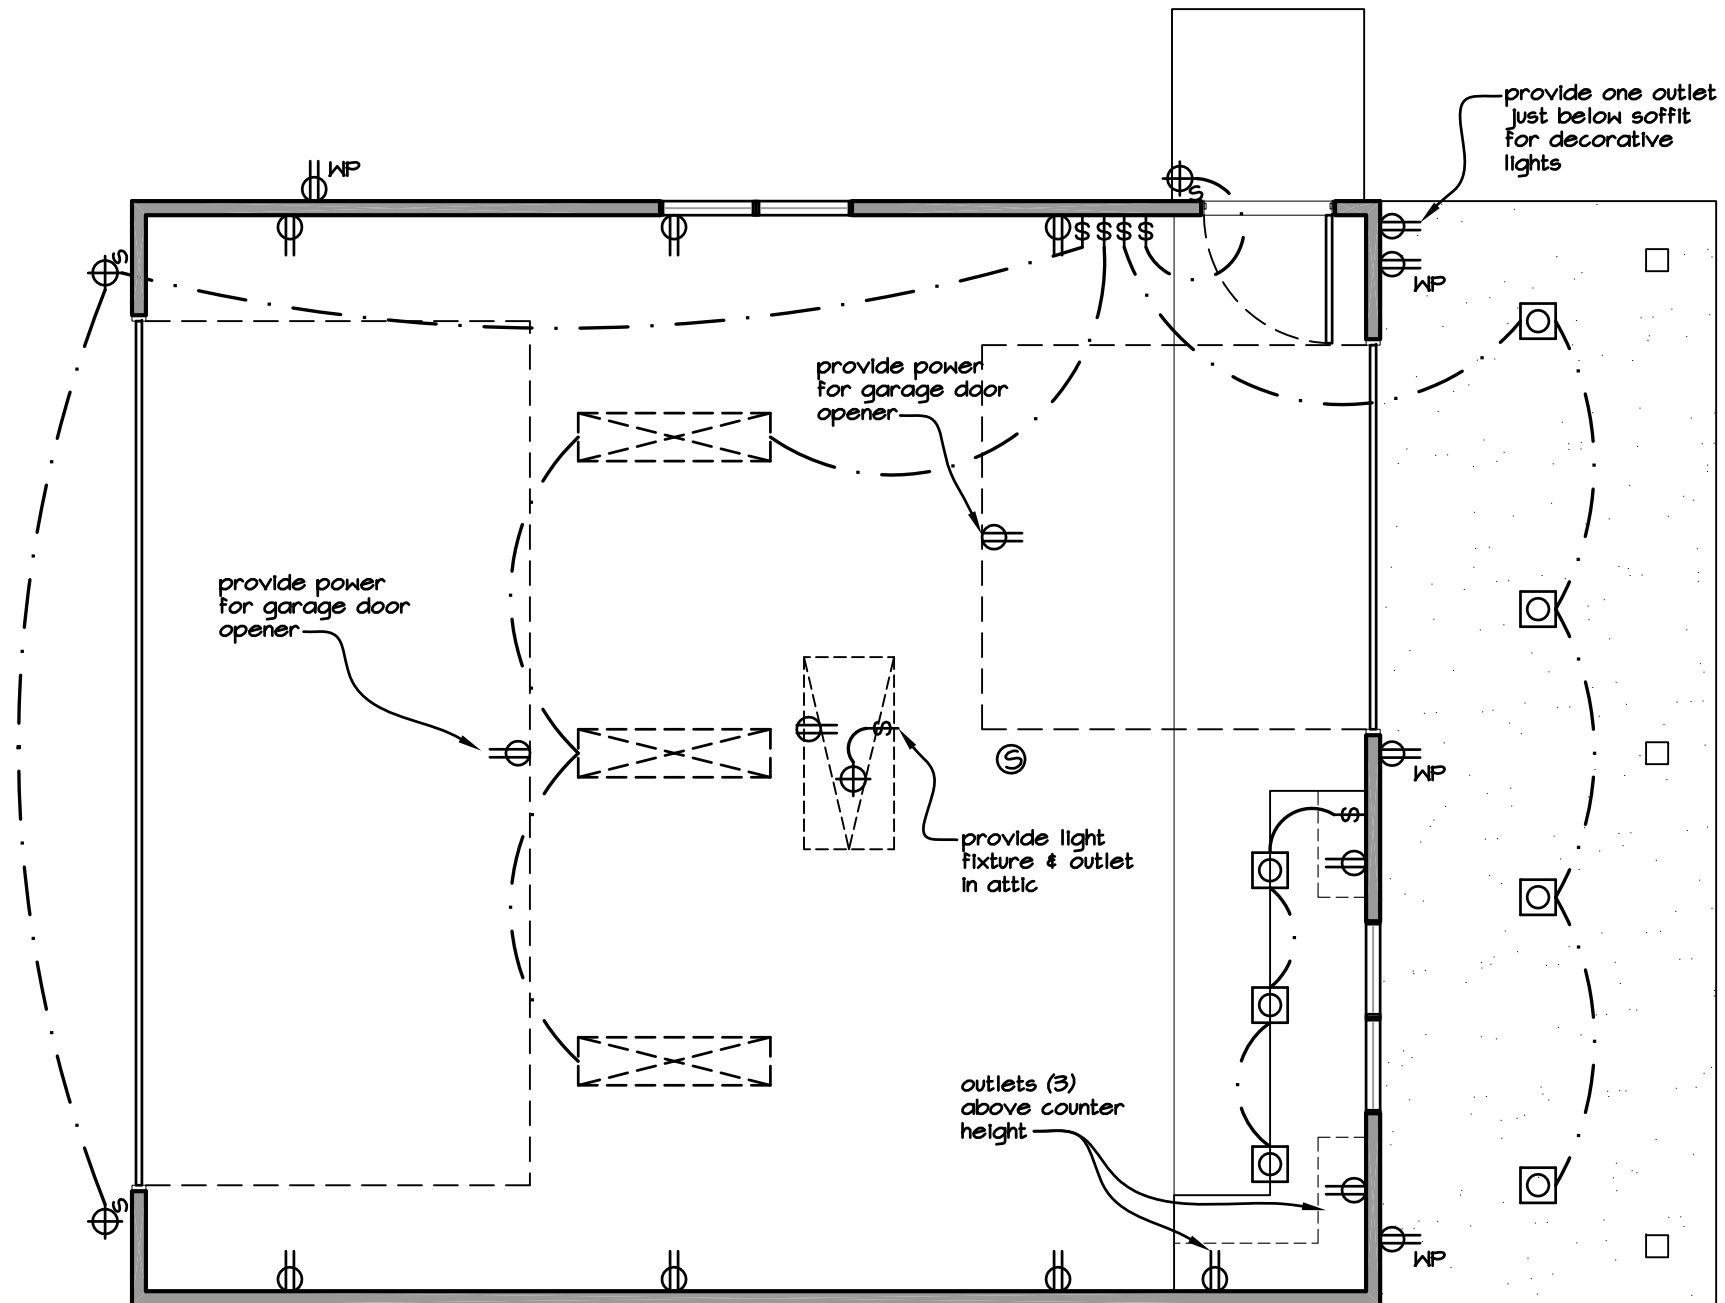 provide one outlet
just below soffit
for decorative
lights
WP
S
S
S S S S
WP
provide power
for garage door
opener
provide power
for garage door
opener
S
S
WP
S
provide light
fixture & outlet
in attic
outlets (3)
above counter
height
S
WP